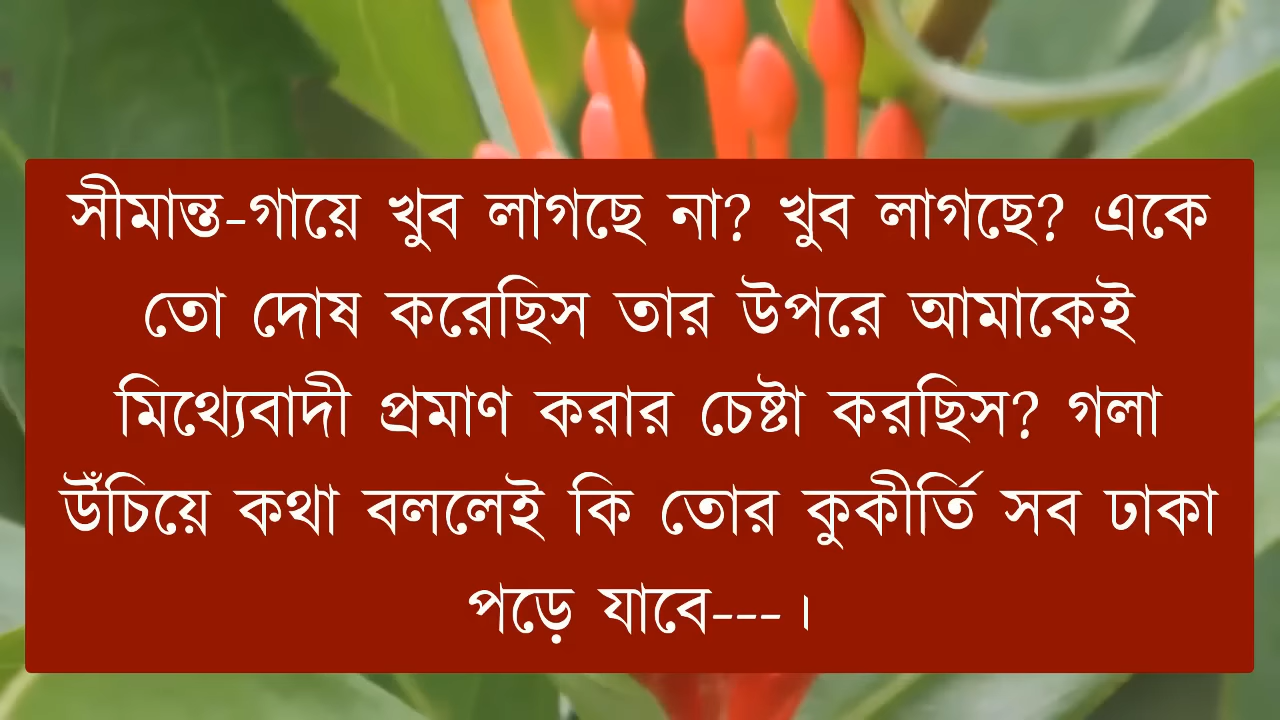 সীমান্ত-গায়ে খুব লাগছে না? খুব লাগছে? একে
তো দোষ করেছিস তার উপরে আমাকেই
মিথ্যেবাদী প্রমাণ করার চেষ্টা করছিস? গলা
উঁচিয়ে কথা বললেই কি তোর কুকীর্তি সব ঢাকা
পড়ে যাবে---।